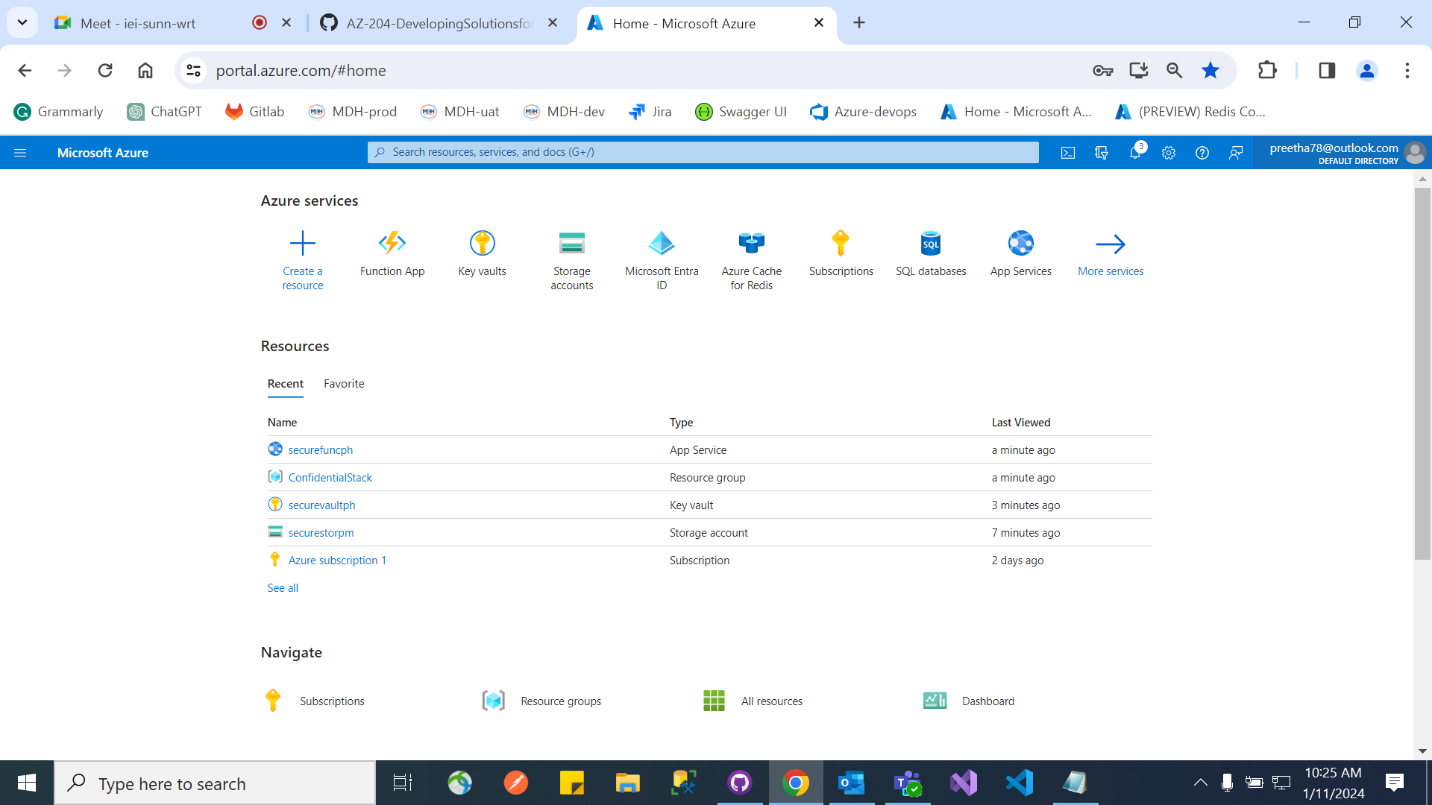 Meet - iei-sunn-wrt
AZ-204-DevelopingSolutionsfor
Home - Microsoft Azure
portal.azure.com/#home
Grammarly
ChatGPT
Gitlab
MDH-prod
MDH-uat
MDH-dev
Jira
Swagger UI
Azure-devops
Home - Microsoft A...
(PREVIEW) Redis Co...
Microsoft Azure
Search resources, services, and docs (G+/)
3
preetha78@outlook.com
DEFAULT DIRECTORY
Azure services
Create a
resource
Function App
Key vaults
Storage
accounts
Microsoft Entra
ID
Azure Cache
for Redis
Subscriptions
SQL
SQL databases
App Services
More services
Resources
Recent
Favorite
Name
Type
Last Viewed
securefuncph
App Service
a minute ago
ConfidentialStack
Resource group
a minute ago
securevaultph
Key vault
3 minutes ago
securestorpm
Storage account
7 minutes ago
Azure subscription 1
Subscription
2 days ago
See all
Navigate
Subscriptions
Resource groups
All resources
Dashboard
Type here to search
10:25 AM
1/11/2024